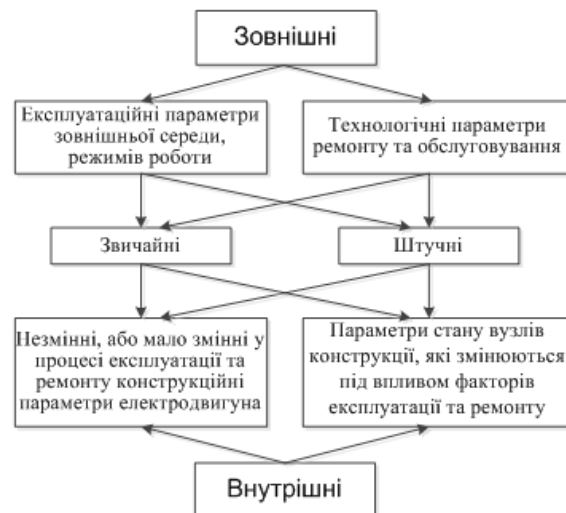 Зовнішні
Експлуатаційні параметри
зовнішньої середи,
режимів роботи
Технологічні параметри
ремонту та обслуговування
Звичайні
Штучні
Незмінні, або мало змінні у
процесі експлуатації та
ремонту конструкційні
параметри електродвигуна
Параметри стану вузлів
конструкції, які змінюються
під впливом факторів
експлуатації та ремонту
Внутрішні